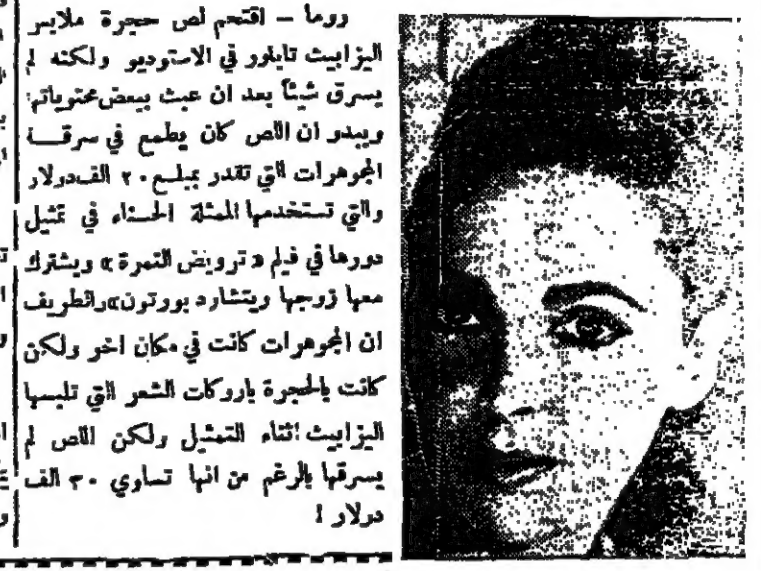 روما – اقتحم لص حجرة ملابس
اليزابيث تايلور في الاستوديو ولكنه لم
يسرق شيئاً بعد ان عبث ببعض محتوياتها
ويبدو ان اللص كان يطمع في سرقة
المجوهرات التي تقدر بمبلغ ٢٠ الف دولار
والتي تستخدمها الممثلة الحسناء في تمثيل
دورها في فيلم « ترويض النمرة » ويشترك
معها زوجها ريتشارد بورتون» والطريف
ان المجوهرات كانت في مكان اخر ولكن
كانت بالحجرة باروكات الشعر التي تلبسها
اليزابيث اثناء التمثيل ولكن اللص لم
يسرقها بالرغم من انها تساوي ٣٠ الف
دولار !